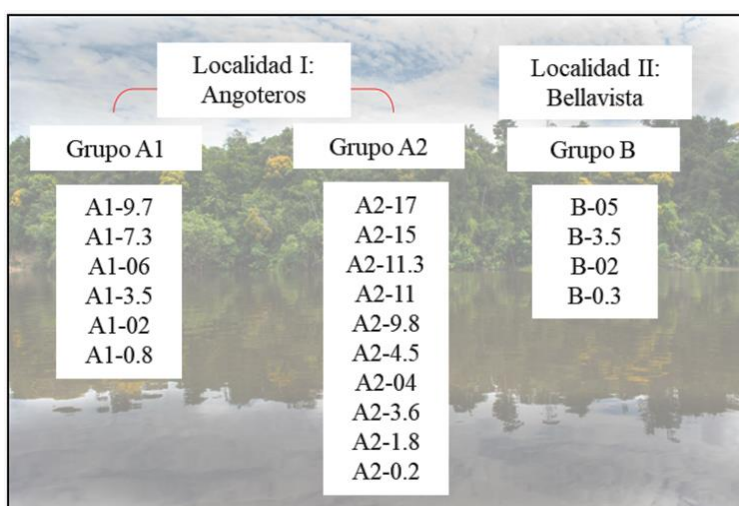 Localidad I:
Angoteros
Localidad II:
Bellavista
Grupo A1
Grupo A2
Grupo B
A1-9.7
A1-7.3
A1-06
A1-3.5
A1-02
A1-0.8
A2-17
A2-15
A2-11.3
A2-11
A2-9.8
A2-4.5
A2-04
A2-3.6
A2-1.8
A2-0.2
B-05
B-3.5
B-02
B-0.3